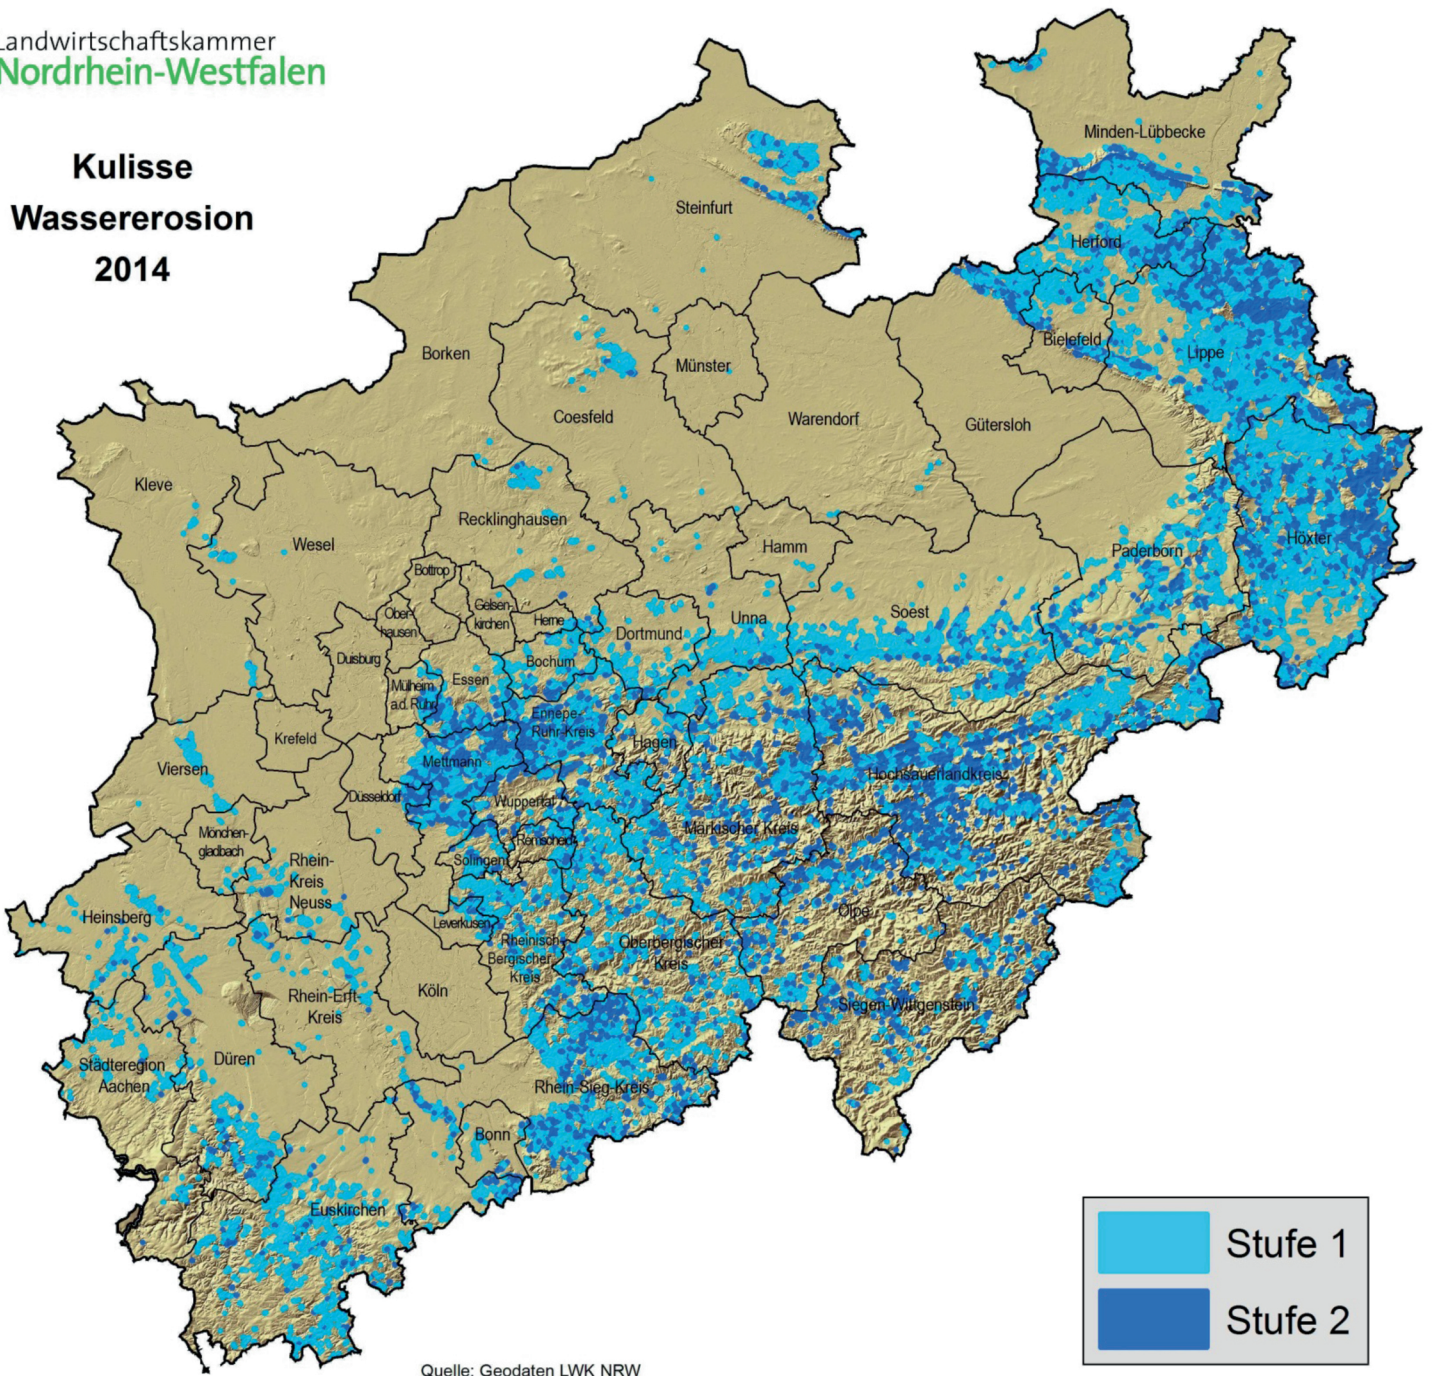 Landwirtschaftskammer
Nordrhein-Westfalen
Kulisse
Wassererosion
2014
Minden-Lübbecke
Steinfurt
Herford
Borken
Bielefeld
Lippe
Münster
Coesfeld
Warendorf
Gütersloh
Kleve
Recklinghausen
Wesel
Hamm
Paderborn
Höxter
Bottrop
Gelsen-
kirchen
Ober-
hausen
Herne
Unna
Soest
Dortmund
Duisburg
Bochum
Essen
Mülheim
a.d. Ruhr
Ennepe-
Ruhr-Kreis
Krefeld
Hagen
Viersen
Mettmann
Hochsauerlandkreis
Düsseldorf
Wuppertal
Mönchen-
gladbach
Märkischer Kreis
Remscheid
Solingen
Rhein-
Kreis
Neuss
Heinsberg
Leverkusen
Olpe
Rheinisch-
Bergischer
Kreis
Oberbergischer
Kreis
Köln
Rhein-Erft-
Kreis
Siegen-Wittgenstein
Düren
Städteregion
Aachen
Rhein-Sieg-Kreis
Bonn
Euskirchen
Stufe 1
Stufe 2
Quelle: Geodaten LWK NRW